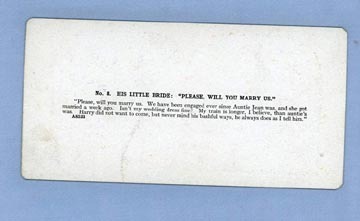 No. 8. HIS LITTLE BRIDE: "PLEASE, WILL YOU MARRY US."
"Please, will you marry us. We have been engaged ever since Auntie Jean was, and she got
married a week ago. Isn't my wedding dress fine? My train is longer, I believe, than auntie's
was. Harry did not want to come, but never mind his bashful ways, he always does as I tell him."